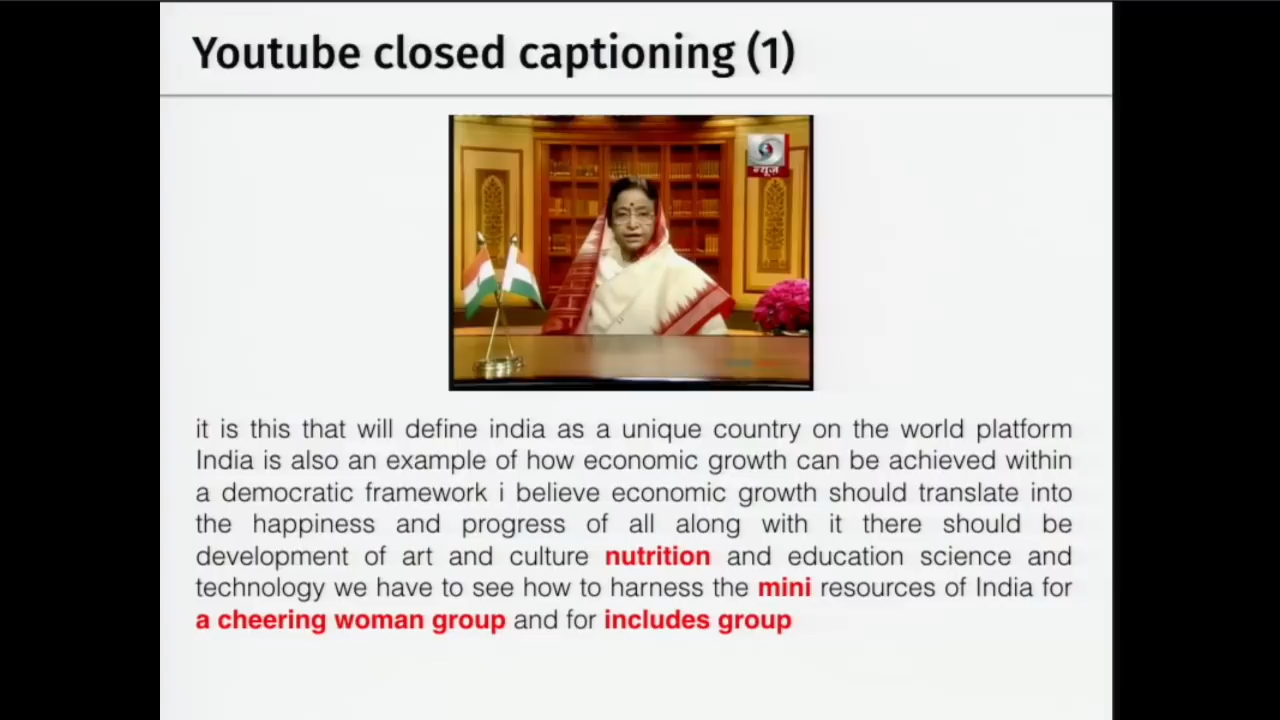 Youtube closed captioning (1)
न्यूज़
it is this that will define india as a unique country on the world platform
India is also an example of how economic growth can be achieved within
a democratic framework i believe economic growth should translate into
the happiness and progress of all along with it there should be
development of art and culture nutrition and education science and
technology we have to see how to harness the mini resources of India for
a cheering woman group and for includes group